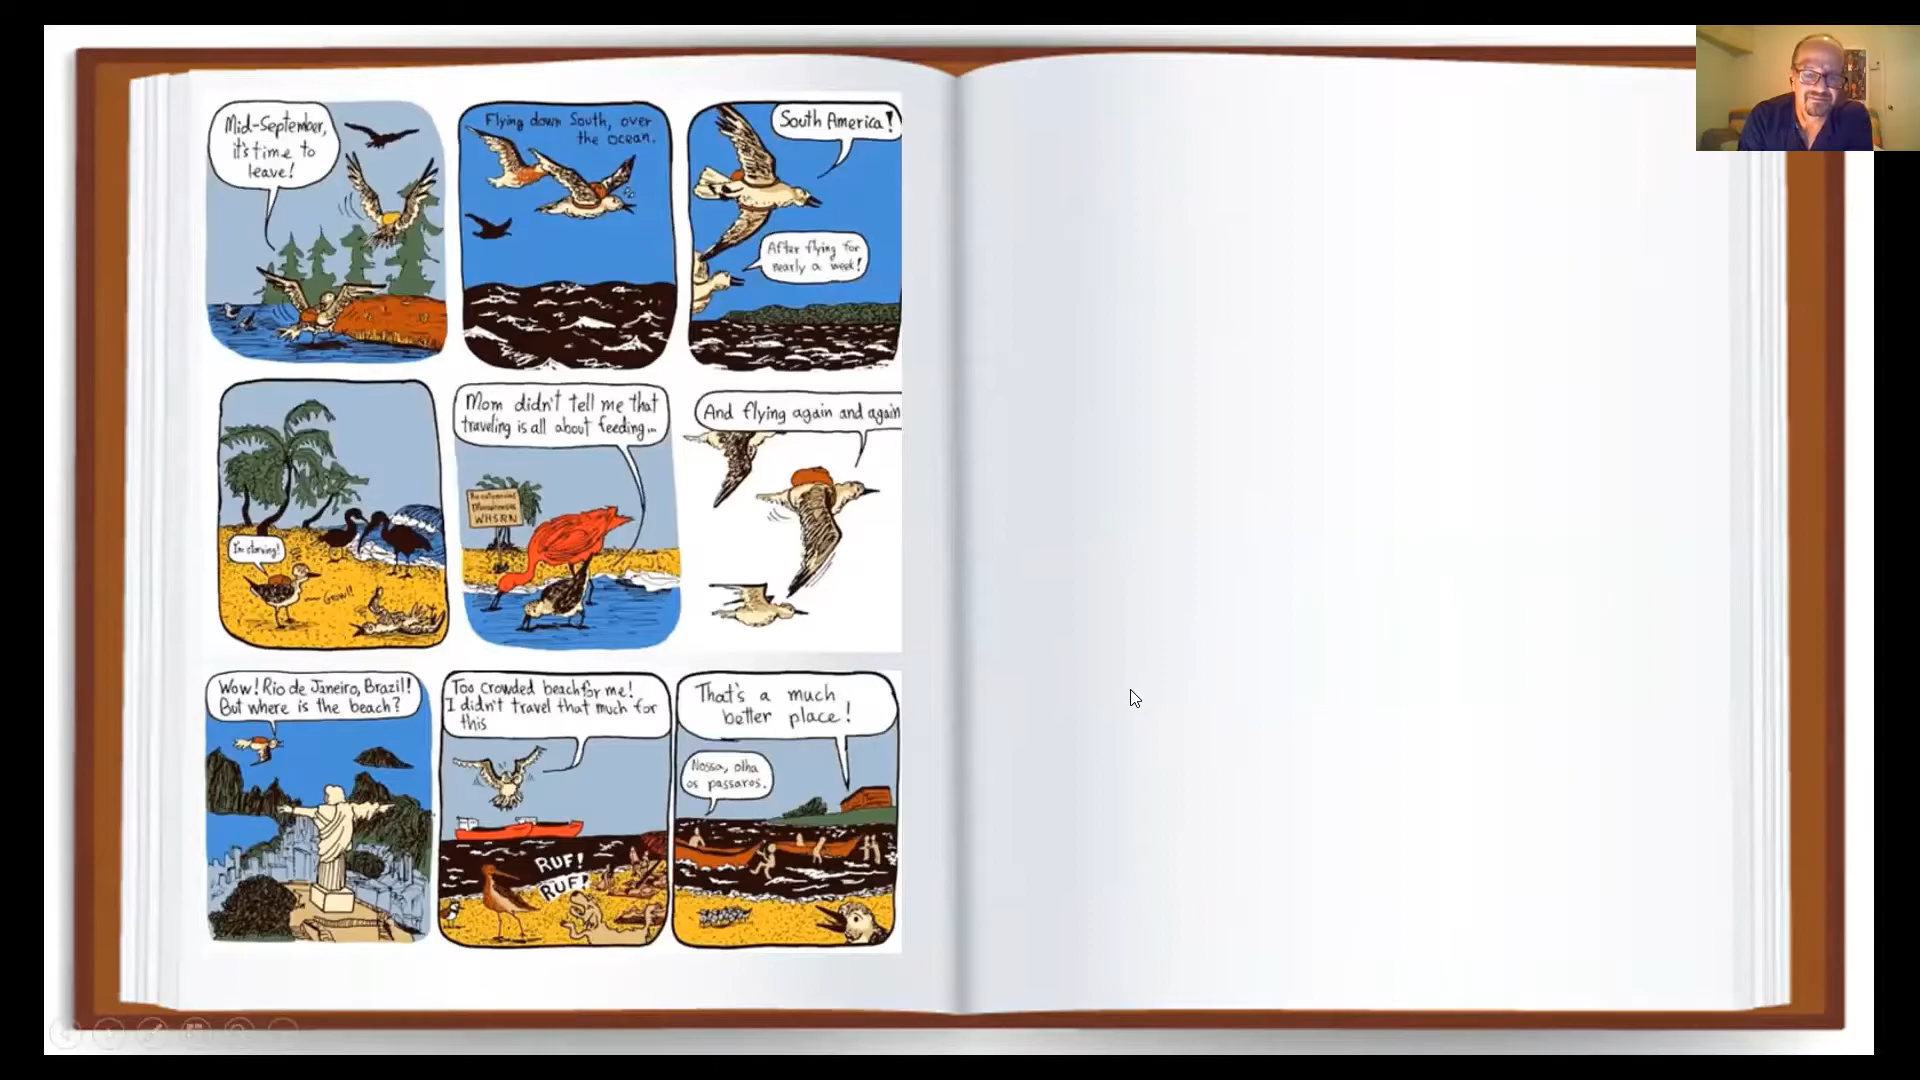 Mid-September,
it's time to
leave!
Flying down South, over
the ocean.
South America!
After flying for
nearly a week!
I'm starving!
Growl!
Mom didn't tell me that
traveling is all about feeding...
WHSRN
And flying again and again
Wow! Rio de Janeiro, Brazil!
But where is the beach?
Too crowded beach for me!
I didn't travel that much for
this
RUF!
RUF!
That's a much
better place!
Nossa, olha
os passaros.